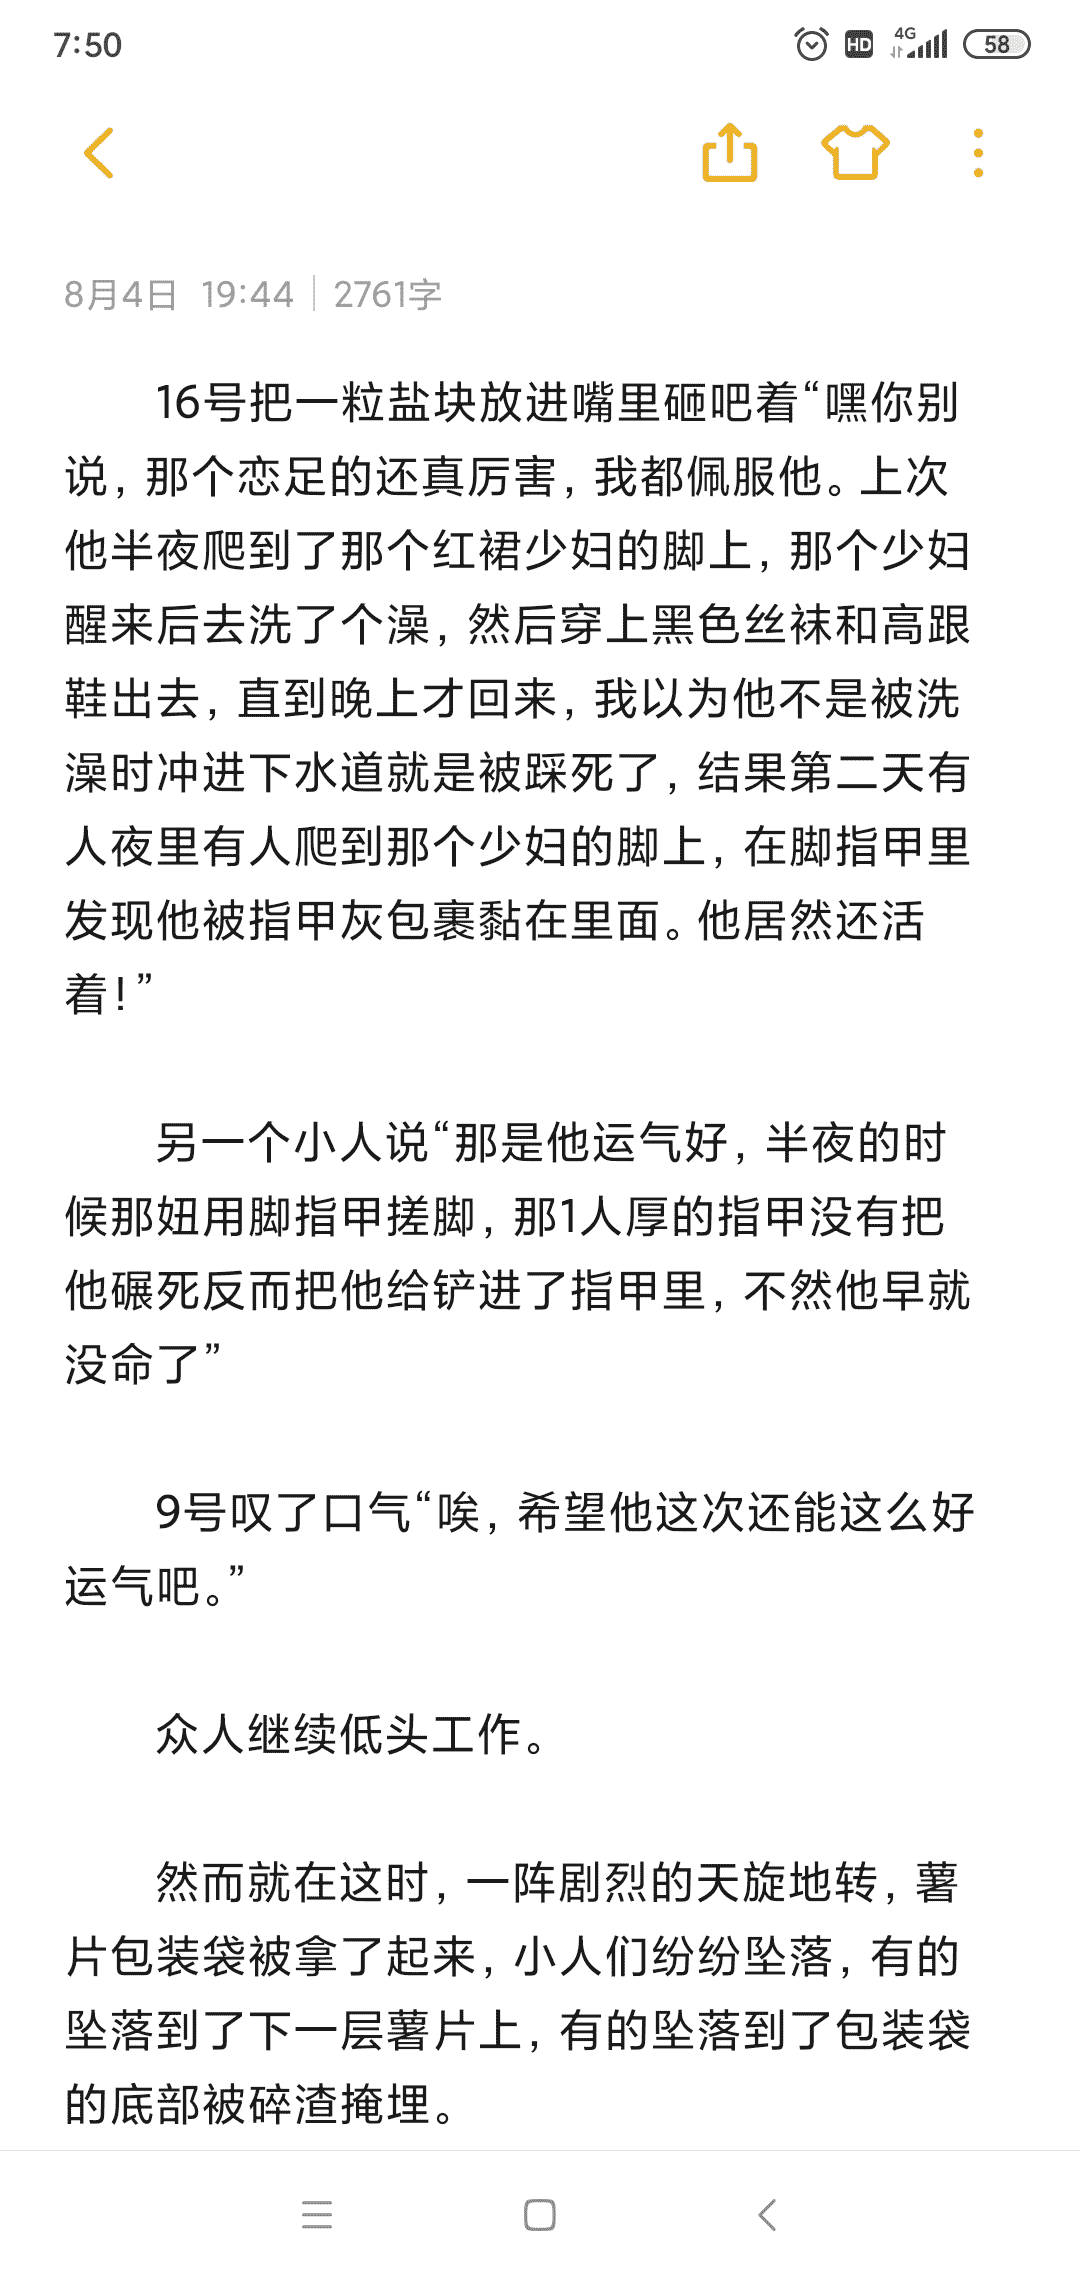 7:50
HD 4G 58
8月4日 19:44 2761字
16号把一粒盐块放进嘴里砸吧着“嘿你别
说，那个恋足的还真厉害，我都佩服他。上次
他半夜爬到了那个红裙少妇的脚上，那个少妇
醒来后去洗了个澡，然后穿上黑色丝袜和高跟
鞋出去，直到晚上才回来，我以为他不是被洗
澡时冲进下水道就是被踩死了，结果第二天有
人夜里有人爬到那个少妇的脚上，在脚指甲里
发现他被指甲灰包裹黏在里面。他居然还活
着！”
另一个小人说“那是他运气好，半夜的时
候那妞用脚指甲搓脚，那1人厚的指甲没有把
他碾死反而把他给铲进了指甲里，不然他早就
没命了”
9号叹了口气“唉，希望他这次还能这么好
运气吧。”
众人继续低头工作。
然而就在这时，一阵剧烈的天旋地转，薯
片包装袋被拿了起来，小人们纷纷坠落，有的
坠落到了下一层薯片上，有的坠落到了包装袋
的底部被碎渣掩埋。